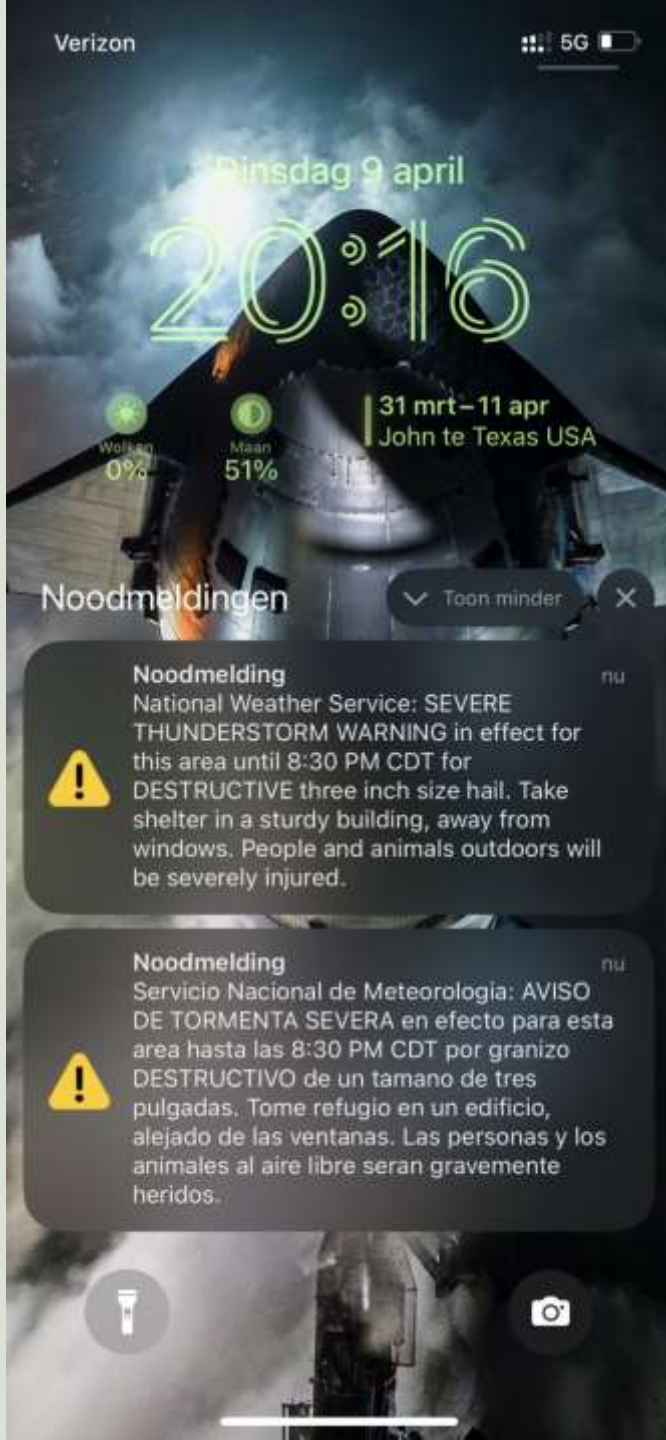 Verizon
5G
Dinsdag 9 april
20:16
Wolken
0%
Maan
51%
31 mrt – 11 apr
John te Texas USA
Noodmeldingen
Toon minder
Noodmelding
nu
National Weather Service: SEVERE
THUNDERSTORM WARNING in effect for
this area until 8:30 PM CDT for
DESTRUCTIVE three inch size hail. Take
shelter in a sturdy building, away from
windows. People and animals outdoors will
be severely injured.
Noodmelding
nu
Servicio Nacional de Meteorologia: AVISO
DE TORMENTA SEVERA en efecto para esta
area hasta las 8:30 PM CDT por granizo
DESTRUCTIVO de un tamano de tres
pulgadas. Tome refugio en un edificio,
alejado de las ventanas. Las personas y los
animales al aire libre seran gravemente
heridos.